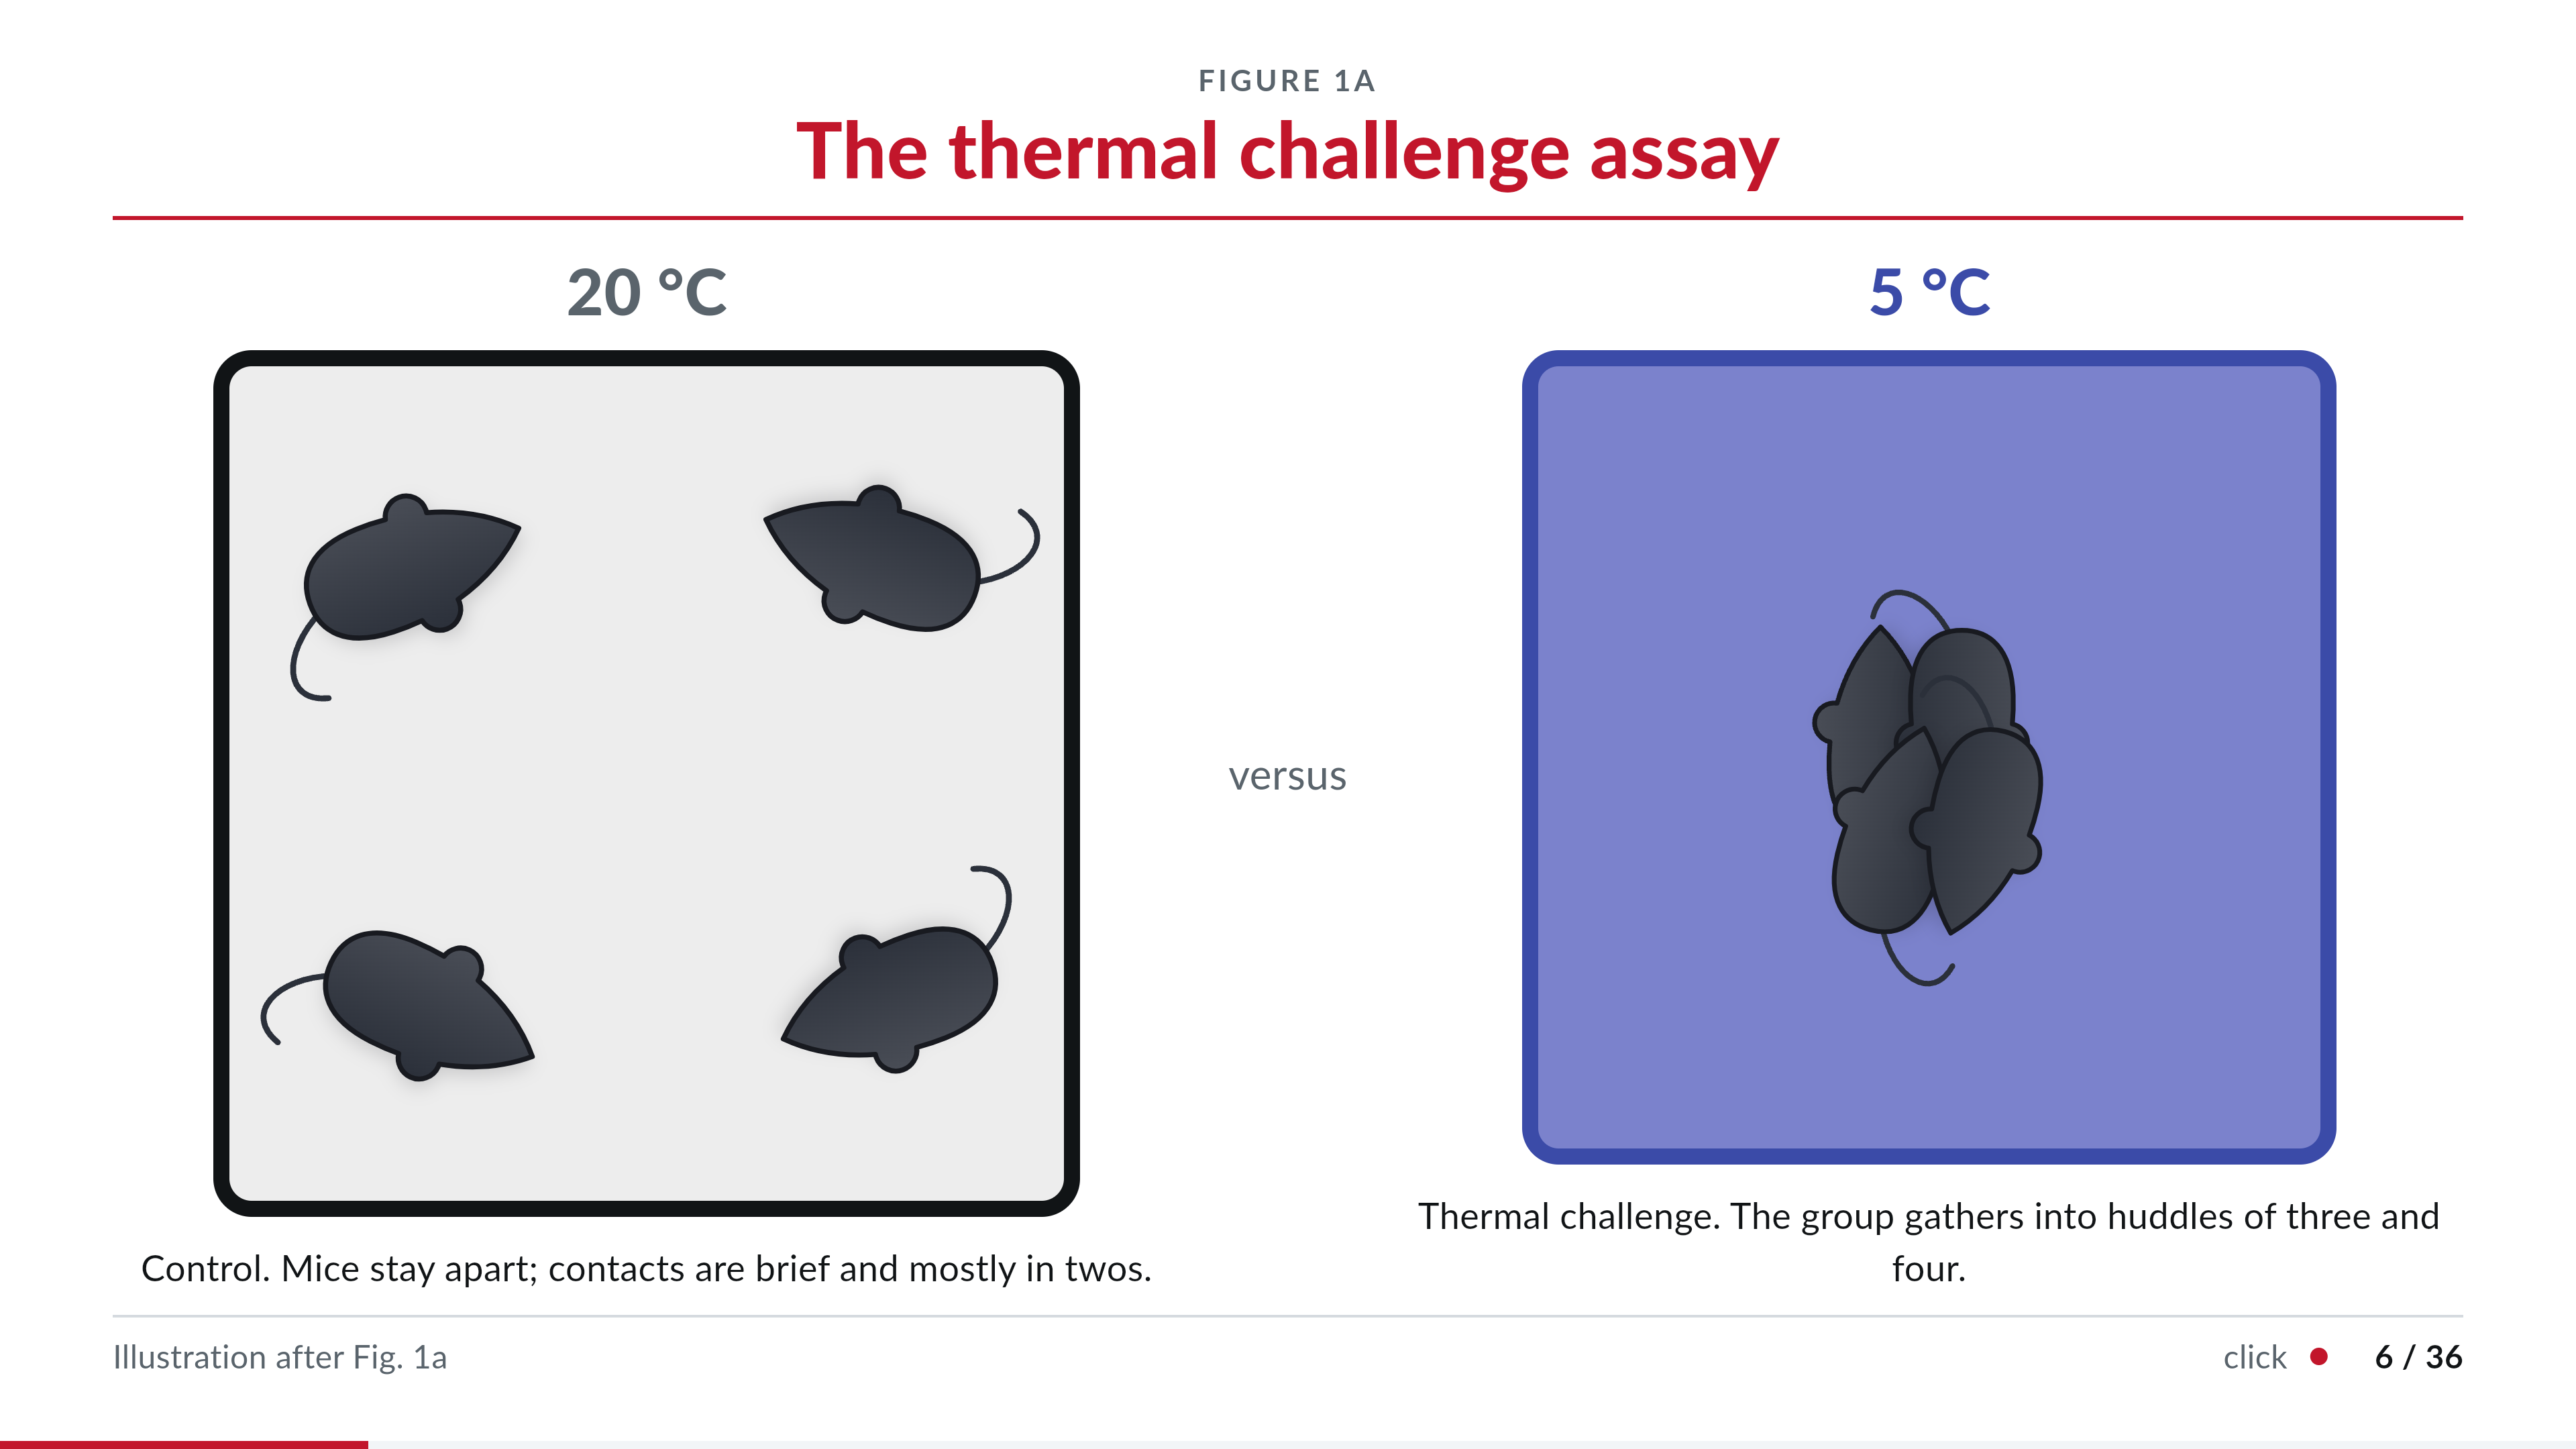 FIGURE 1A
The thermal challenge assay
20 °C
5 °C
versus
Control. Mice stay apart; contacts are brief and mostly in twos.
Thermal challenge. The group gathers into huddles of three and
four.
Illustration after Fig. 1a
click
6 / 36